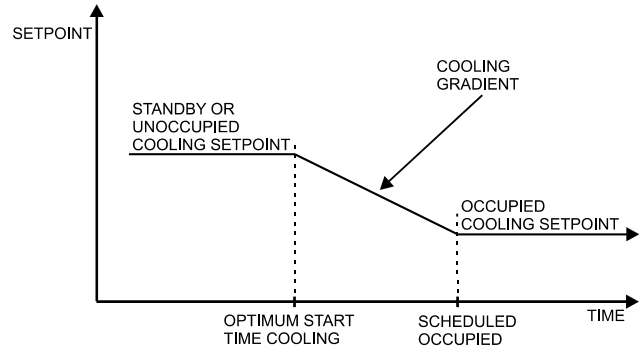 SETPOINT
COOLING
GRADIENT
STANDBY OR
UNOCCUPIED
COOLING SETPOINT
OCCUPIED
COOLING SETPOINT
TIME
OPTIMUM START
TIME COOLING
SCHEDULED
OCCUPIED